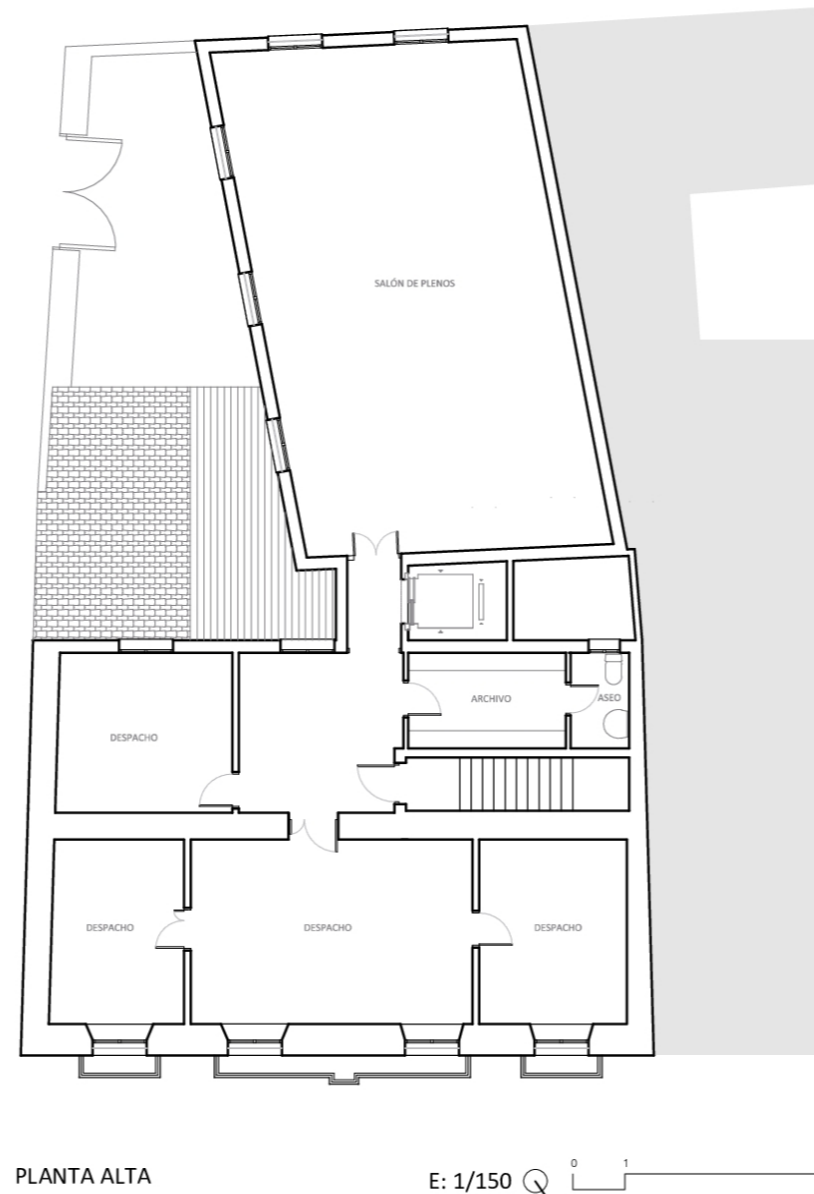 SALÓN DE PLENOS
ARCHIVO
ASEO
DESPACHO
DESPACHO
DESPACHO
DESPACHO
PLANTA ALTA
E: 1/150
0 1